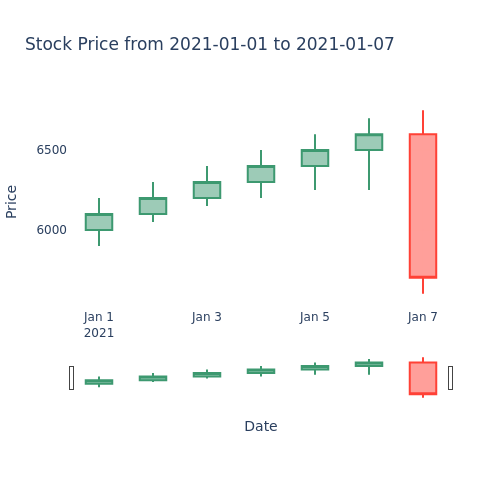 Stock Price from 2021-01-01 to 2021-01-07
6500
6000
Price
Jan 1
2021
Jan 3
Jan 5
Jan 7
Date